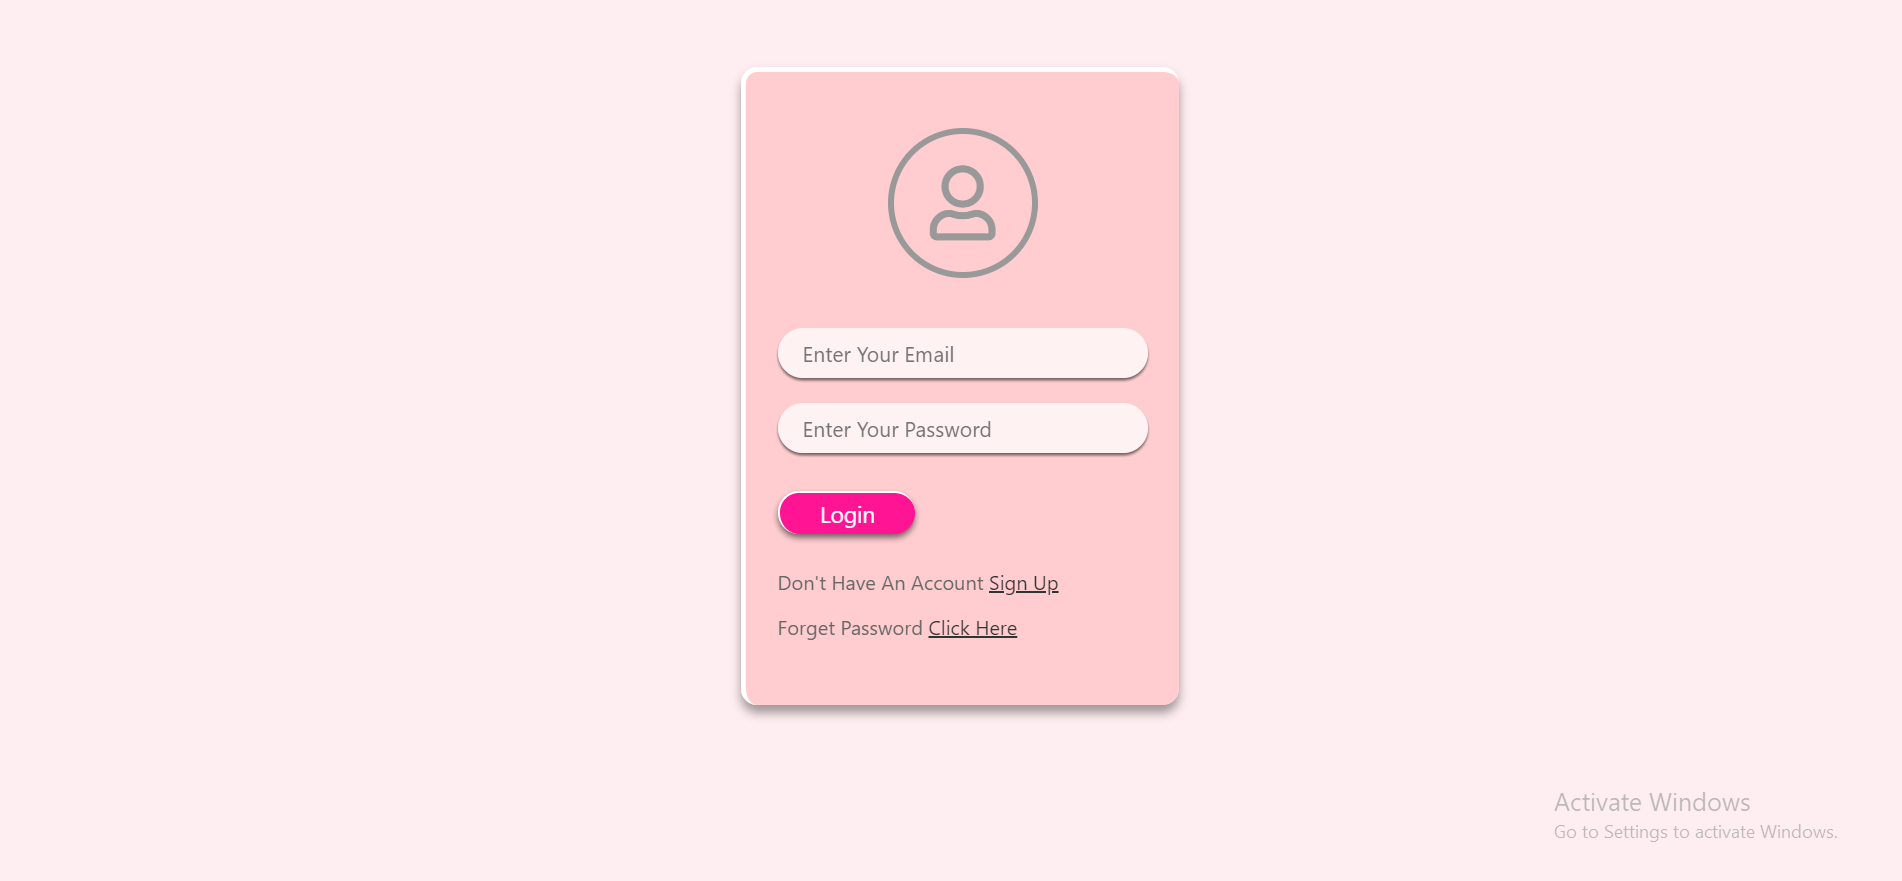 Enter Your Email
Enter Your Password
Login
Don't Have An Account Sign Up
Forget Password Click Here
Activate Windows
Go to Settings to activate Windows.